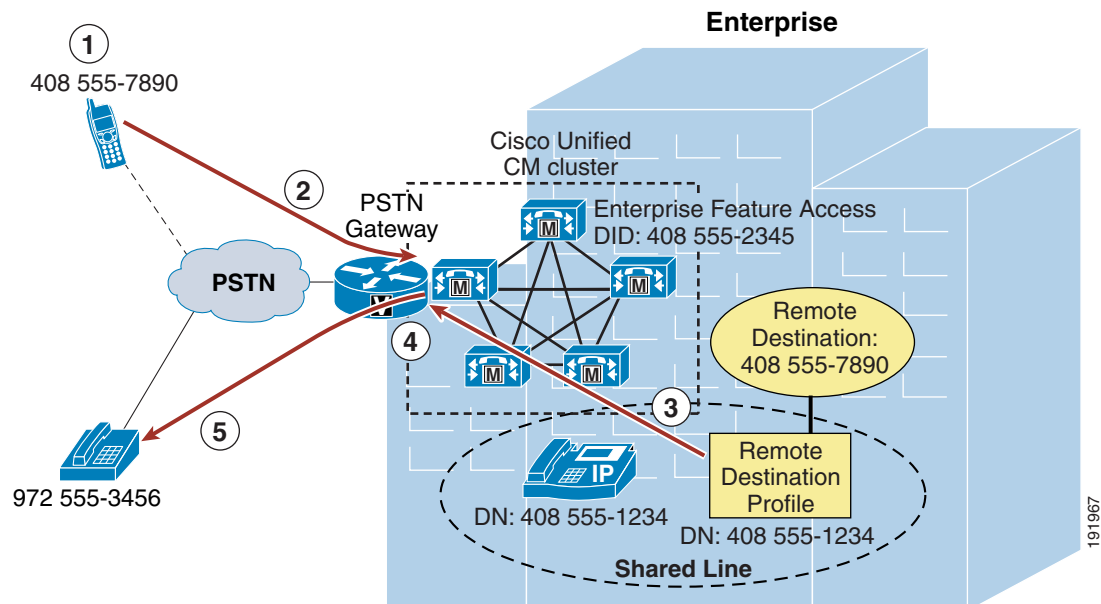 Enterprise
1
408 555-7890
Cisco Unified
CM cluster
2
PSTN
Gateway
Enterprise Feature Access
DID: 408 555-2345
M
M
M
M
M
PSTN
V
4
Remote
Destination:
408 555-7890
3
5
IP
Remote
Destination
Profile
972 555-3456
DN: 408 555-1234
DN: 408 555-1234
Shared Line
191967